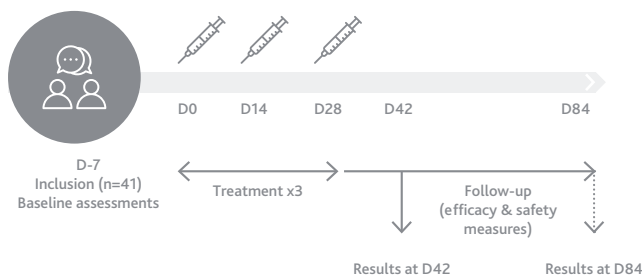 D0 D14 D28 D42 D84
D-7
Inclusion (n=41)
Baseline assessments
Treatment x3
Follow-up
(efficacy & safety
measures)
Results at D42
Results at D84